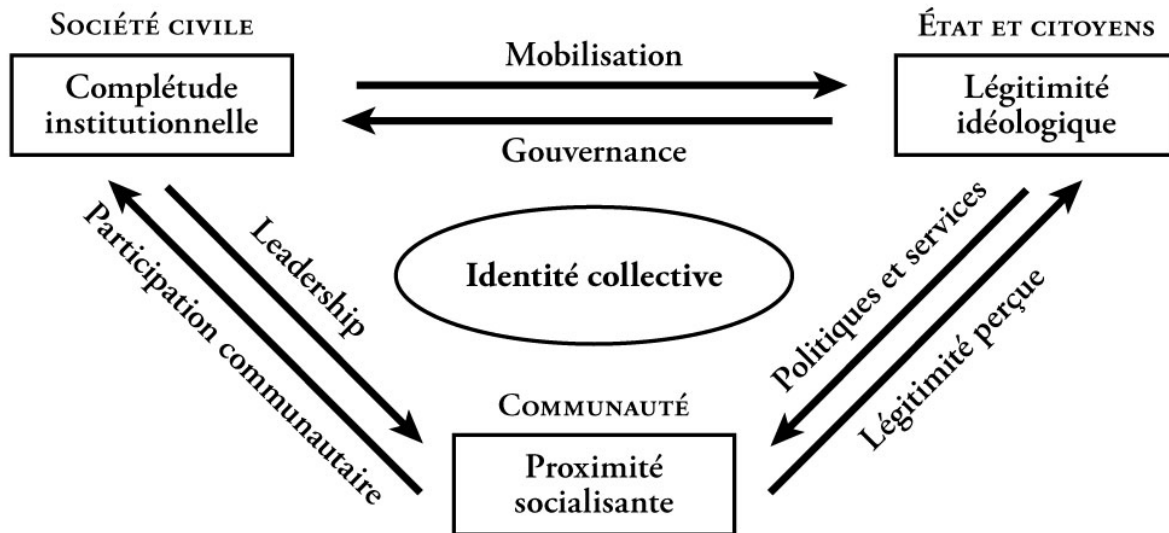 SOCIÉTÉ CIVILE
ÉTAT ET CITOYENS
Complétude
institutionnelle
Mobilisation
Légitimité
idéologique
Gouvernance
Participation communautaire
Leadership
Identité collective
Politiques et services
Légitimité perçue
COMMUNAUTÉ
Proximité
socialisante